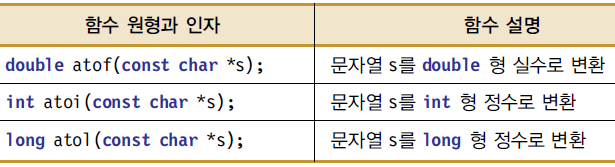 함수 원형과 인자 함수 설명
double atof(const char *s); 문자열 s를 double 형 실수로 변환
int atoi(const char *s); 문자열 s를 int 형 정수로 변환
long atol(const char *s); 문자열 s를 long 형 정수로 변환